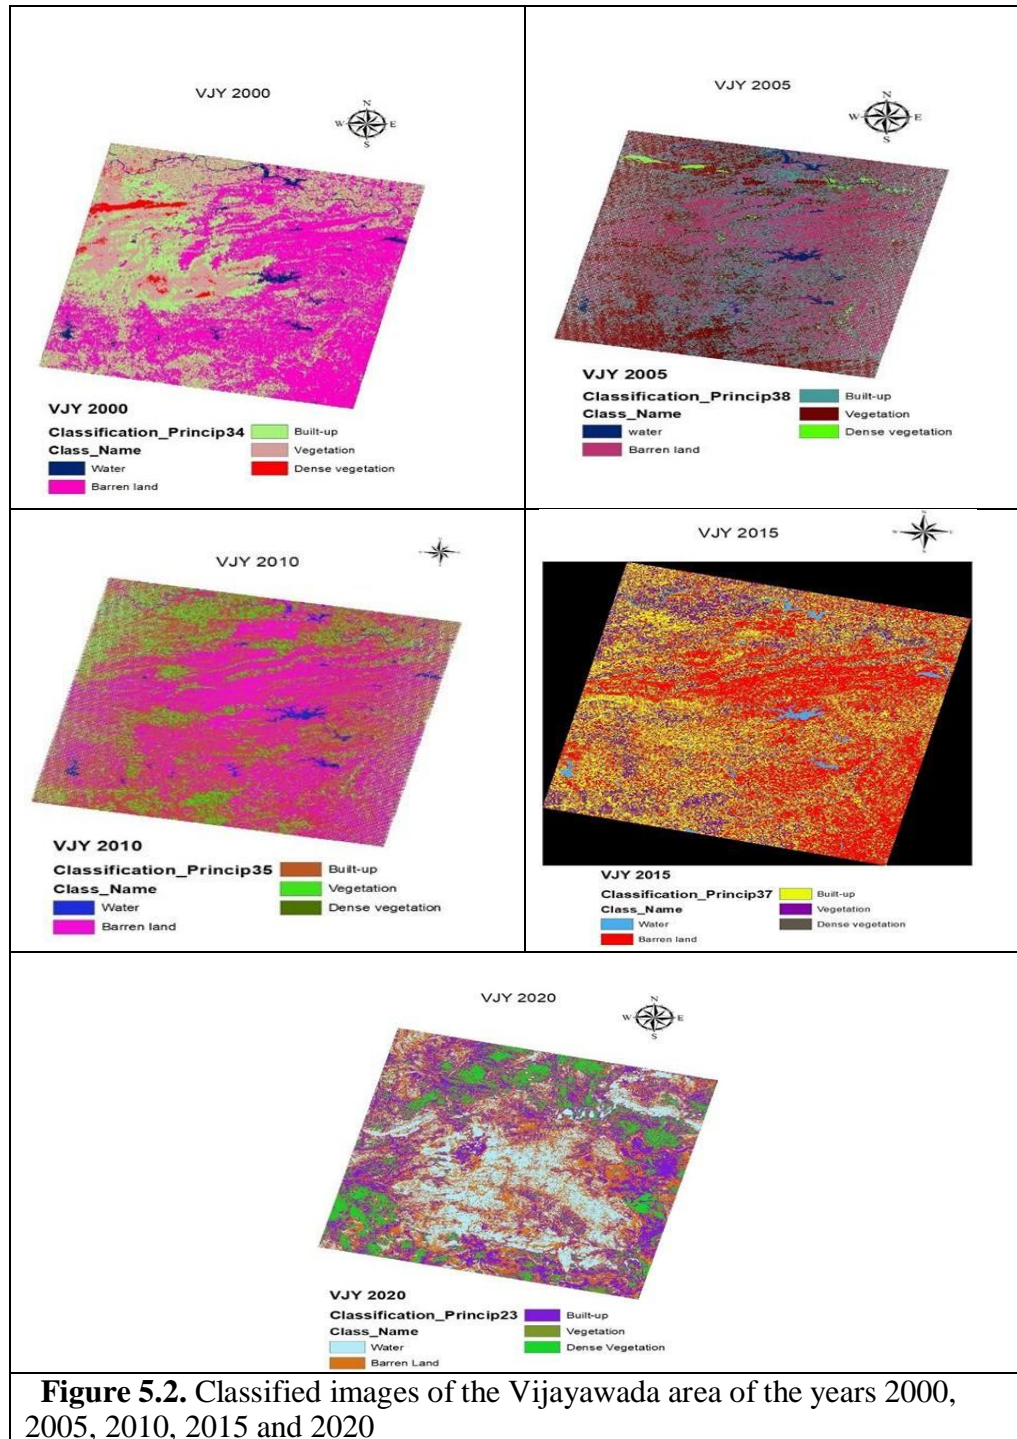 VJY 2000
N
W E
S
VJY 2000
Classification_Princip34
Class_Name
Water
Barren land
Built-up
Vegetation
Dense vegetation
VJY 2005
N
W E
S
VJY 2005
Classification_Princip38
Class_Name
water
Barren land
Built-up
Vegetation
Dense vegetation
VJY 2010
VJY 2010
Classification_Princip35
Class_Name
Water
Barren land
Built-up
Vegetation
Dense vegetation
VJY 2015
VJY 2015
Classification_Princip37
Class_Name
Water
Barren land
Built-up
Vegetation
Dense vegetation
VJY 2020
N
W E
S
VJY 2020
Classification_Princip23
Class_Name
Water
Barren Land
Built-up
Vegetation
Dense Vegetation
Figure 5.2. Classified images of the Vijayawada area of the years 2000,
2005, 2010, 2015 and 2020